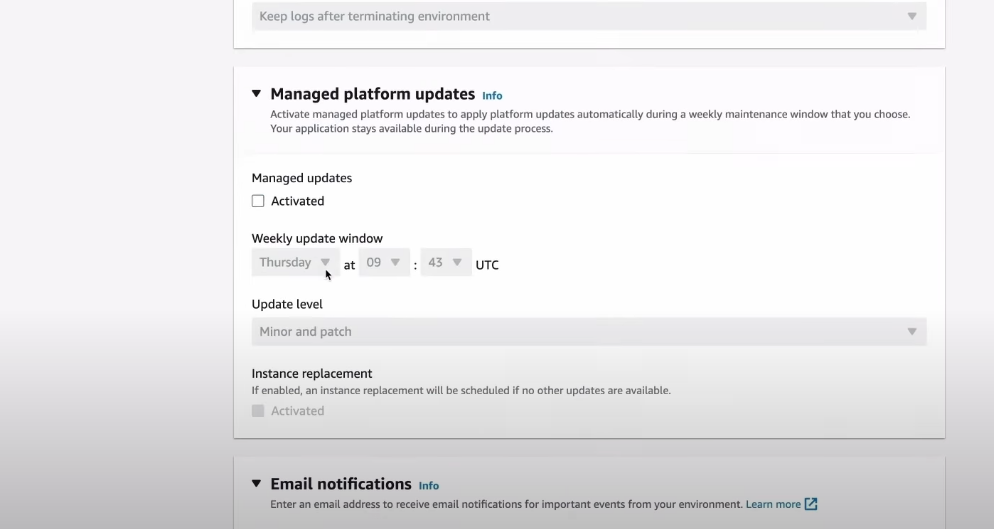 Keep logs after terminating environment
Managed platform updates Info
Activate managed platform updates to apply platform updates automatically during a weekly maintenance window that you choose.
Your application stays available during the update process.
Managed updates
Activated
Weekly update window
Thursday at 09 : 43 UTC
Update level
Minor and patch
Instance replacement
If enabled, an instance replacement will be scheduled if no other updates are available.
Activated
Email notifications Info
Enter an email address to receive email notifications for important events from your environment. Learn more